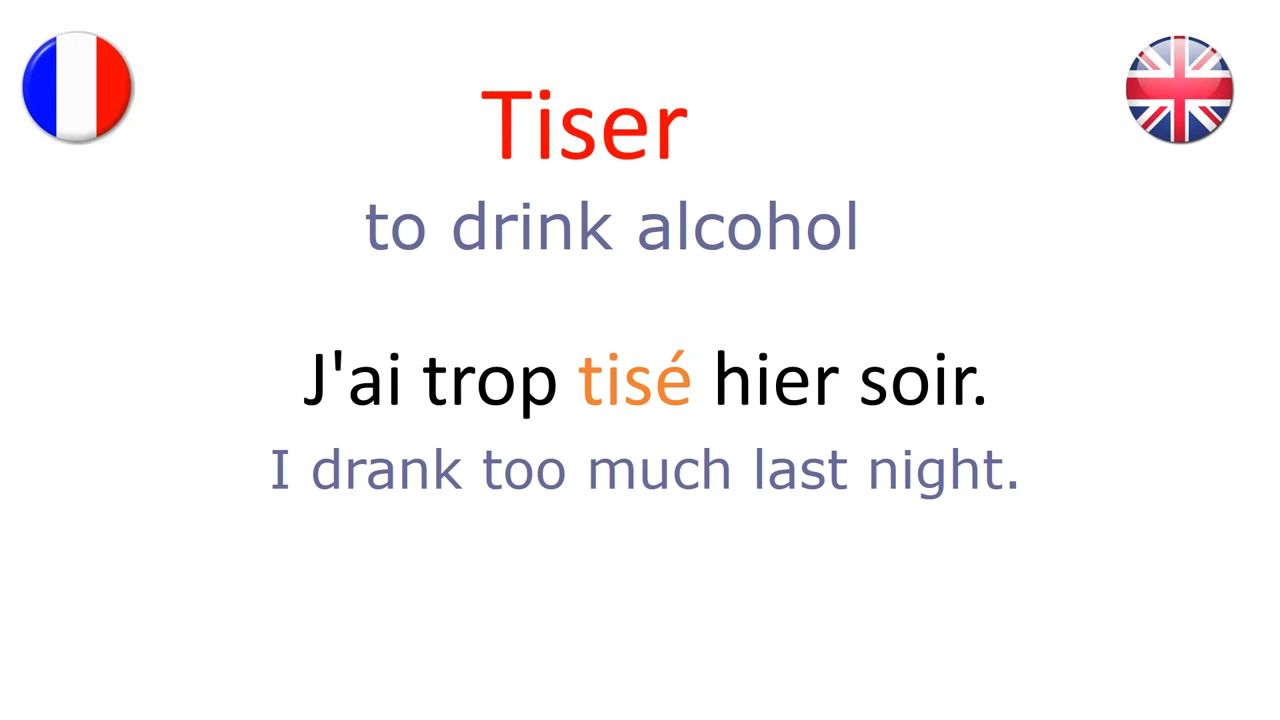 Tiser
to drink alcohol
J'ai trop tisé hier soir.
I drank too much last night.